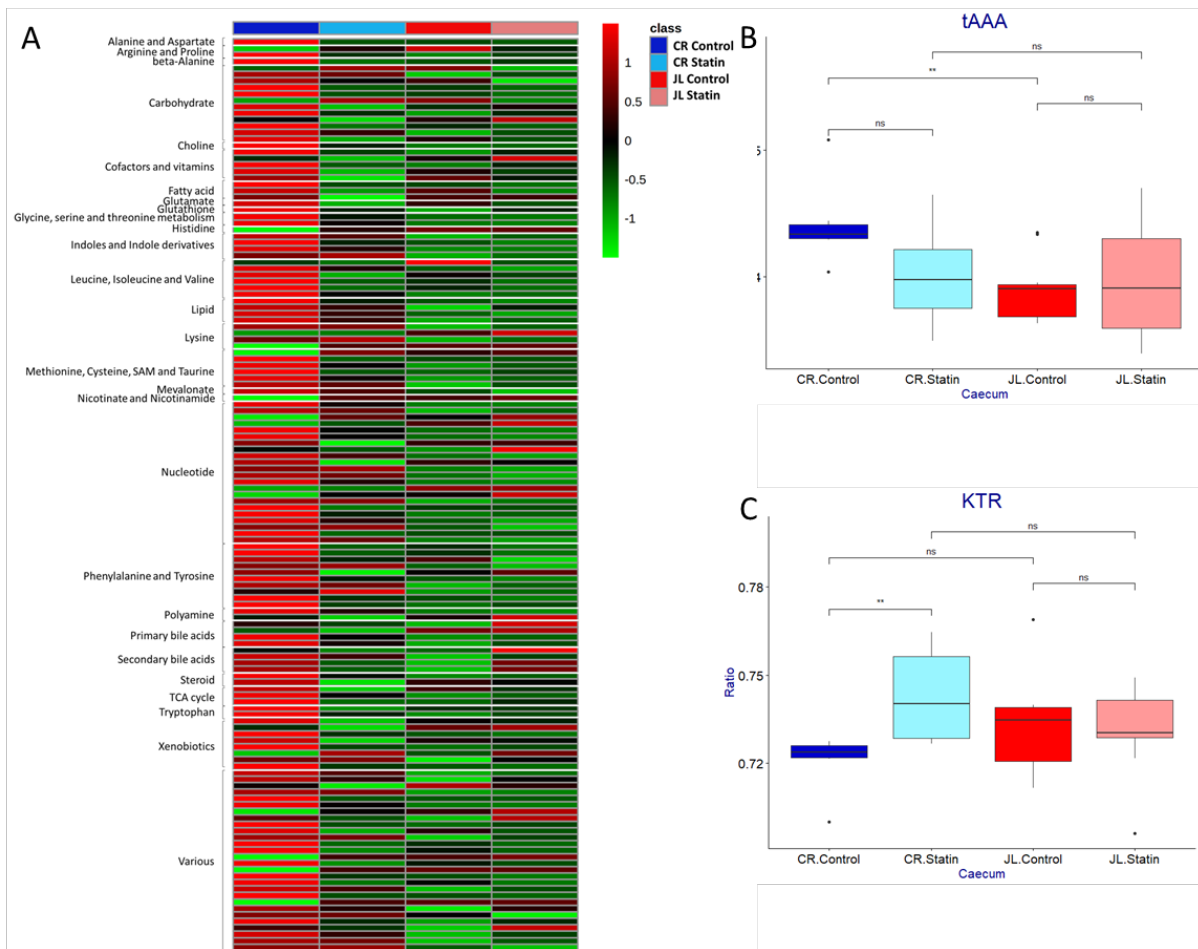 A
Alanine and Aspartate
Arginine and Proline
beta-Alanine
Carbohydrate
Choline
Cofactors and vitamins
Fatty acid
Glutamate
Glutathione
Glycine, serine and threonine metabolism
Histidine
Indoles and Indole derivatives
Leucine, Isoleucine and Valine
Lipid
Lysine
Methionine, Cysteine, SAM and Taurine
Mevalonate
Nicotinate and Nicotinamide
Nucleotide
Phenylalanine and Tyrosine
Polyamine
Primary bile acids
Secondary bile acids
Steroid
TCA cycle
Tryptophan
Xenobiotics
Various
1
0.5
0
-0.5
-1
class
CR Control
CR Statin
JL Control
JL Statin
B
tAAA
ns
**
ns
ns
4
CR.Control CR.Statin JL.Control JL.Statin
Caecum
C
KTR
ns
ns
ns
**
0.78
0.75
0.72
Ratio
CR.Control CR.Statin JL.Control JL.Statin
Caecum